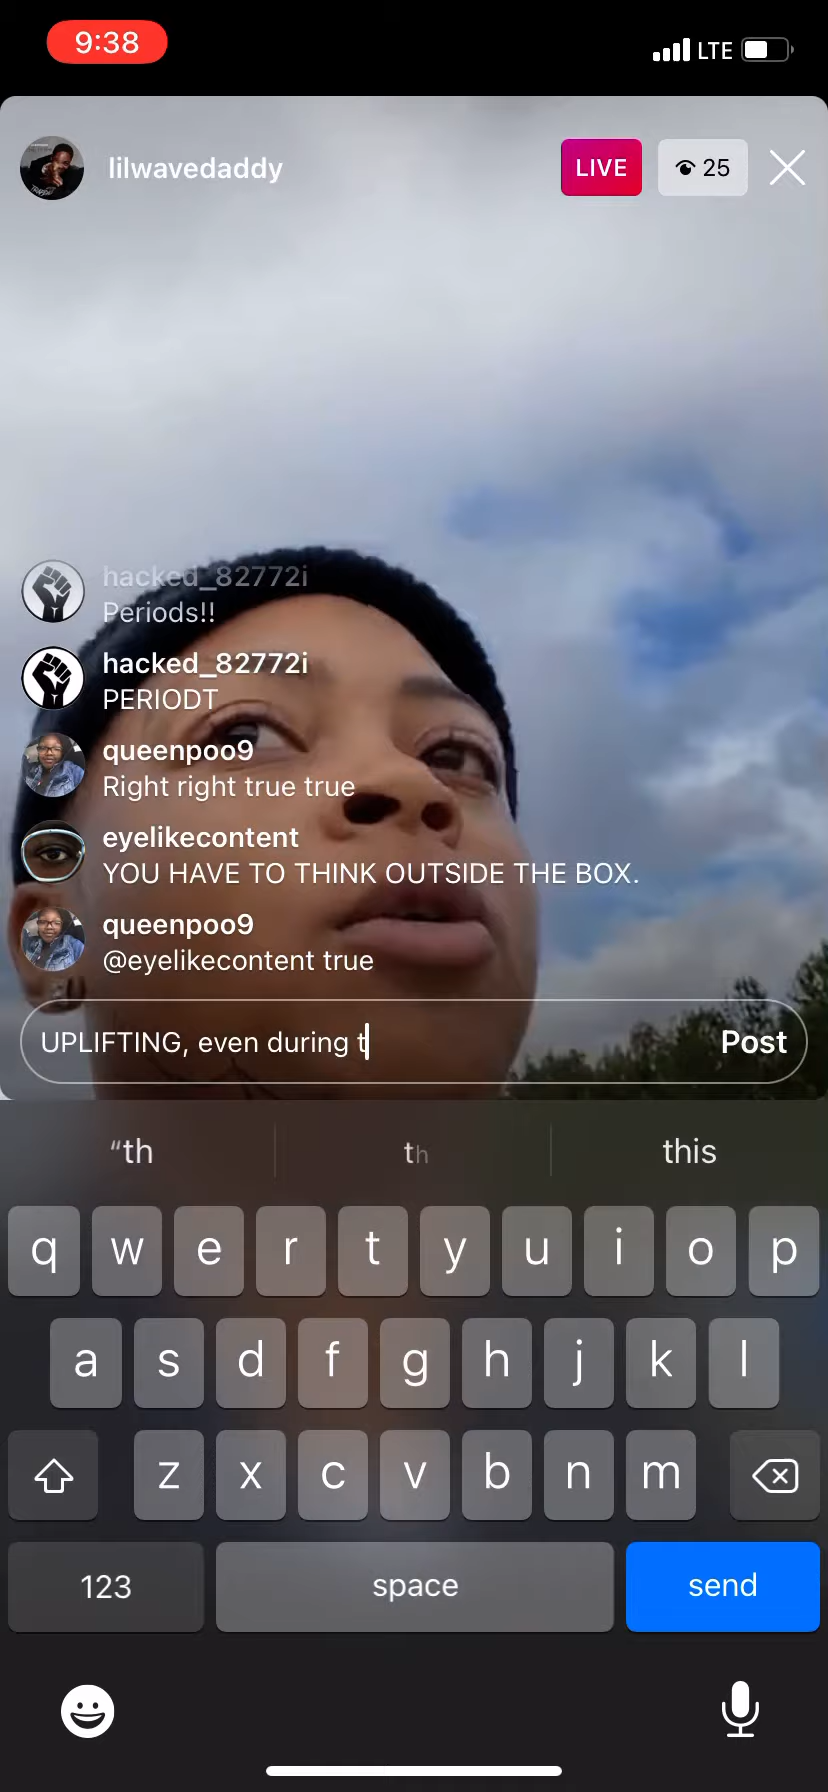 9:38
LTE
lilwavedaddy
LIVE
25
hacked_82772i
Periods!!
hacked_82772i
PERIODT
queenpoo9
Right right true true
eyelikecontent
YOU HAVE TO THINK OUTSIDE THE BOX.
queenpoo9
@eyelikecontent true
UPLIFTING, even during t
Post
“th
th
this
q w e r t y u i o p
a s d f g h j k l
z x c v b n m
123
space
send